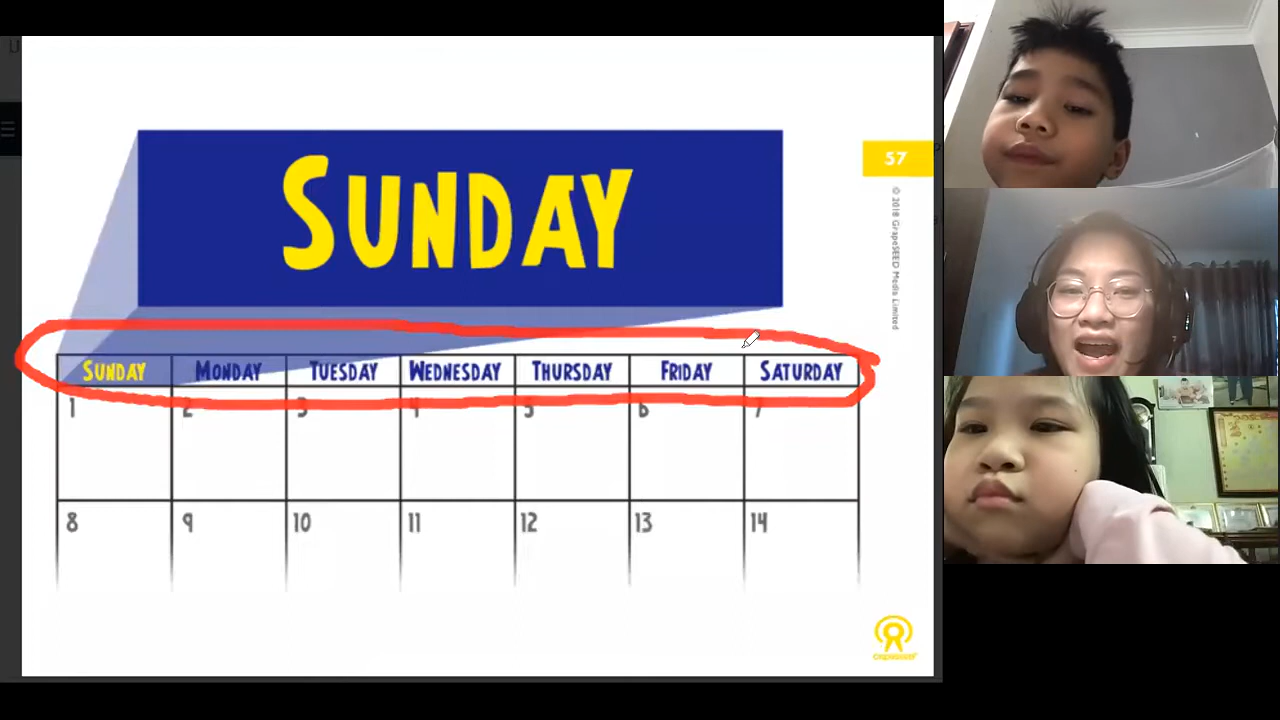 SUNDAY
57
© 2018 GrapeSEED Media Limited
SUNDAY MONDAY TUESDAY WEDNESDAY THURSDAY FRIDAY SATURDAY
1 2 3 4 5 6 7
8 9 10 11 12 13 14
GrapeSEED